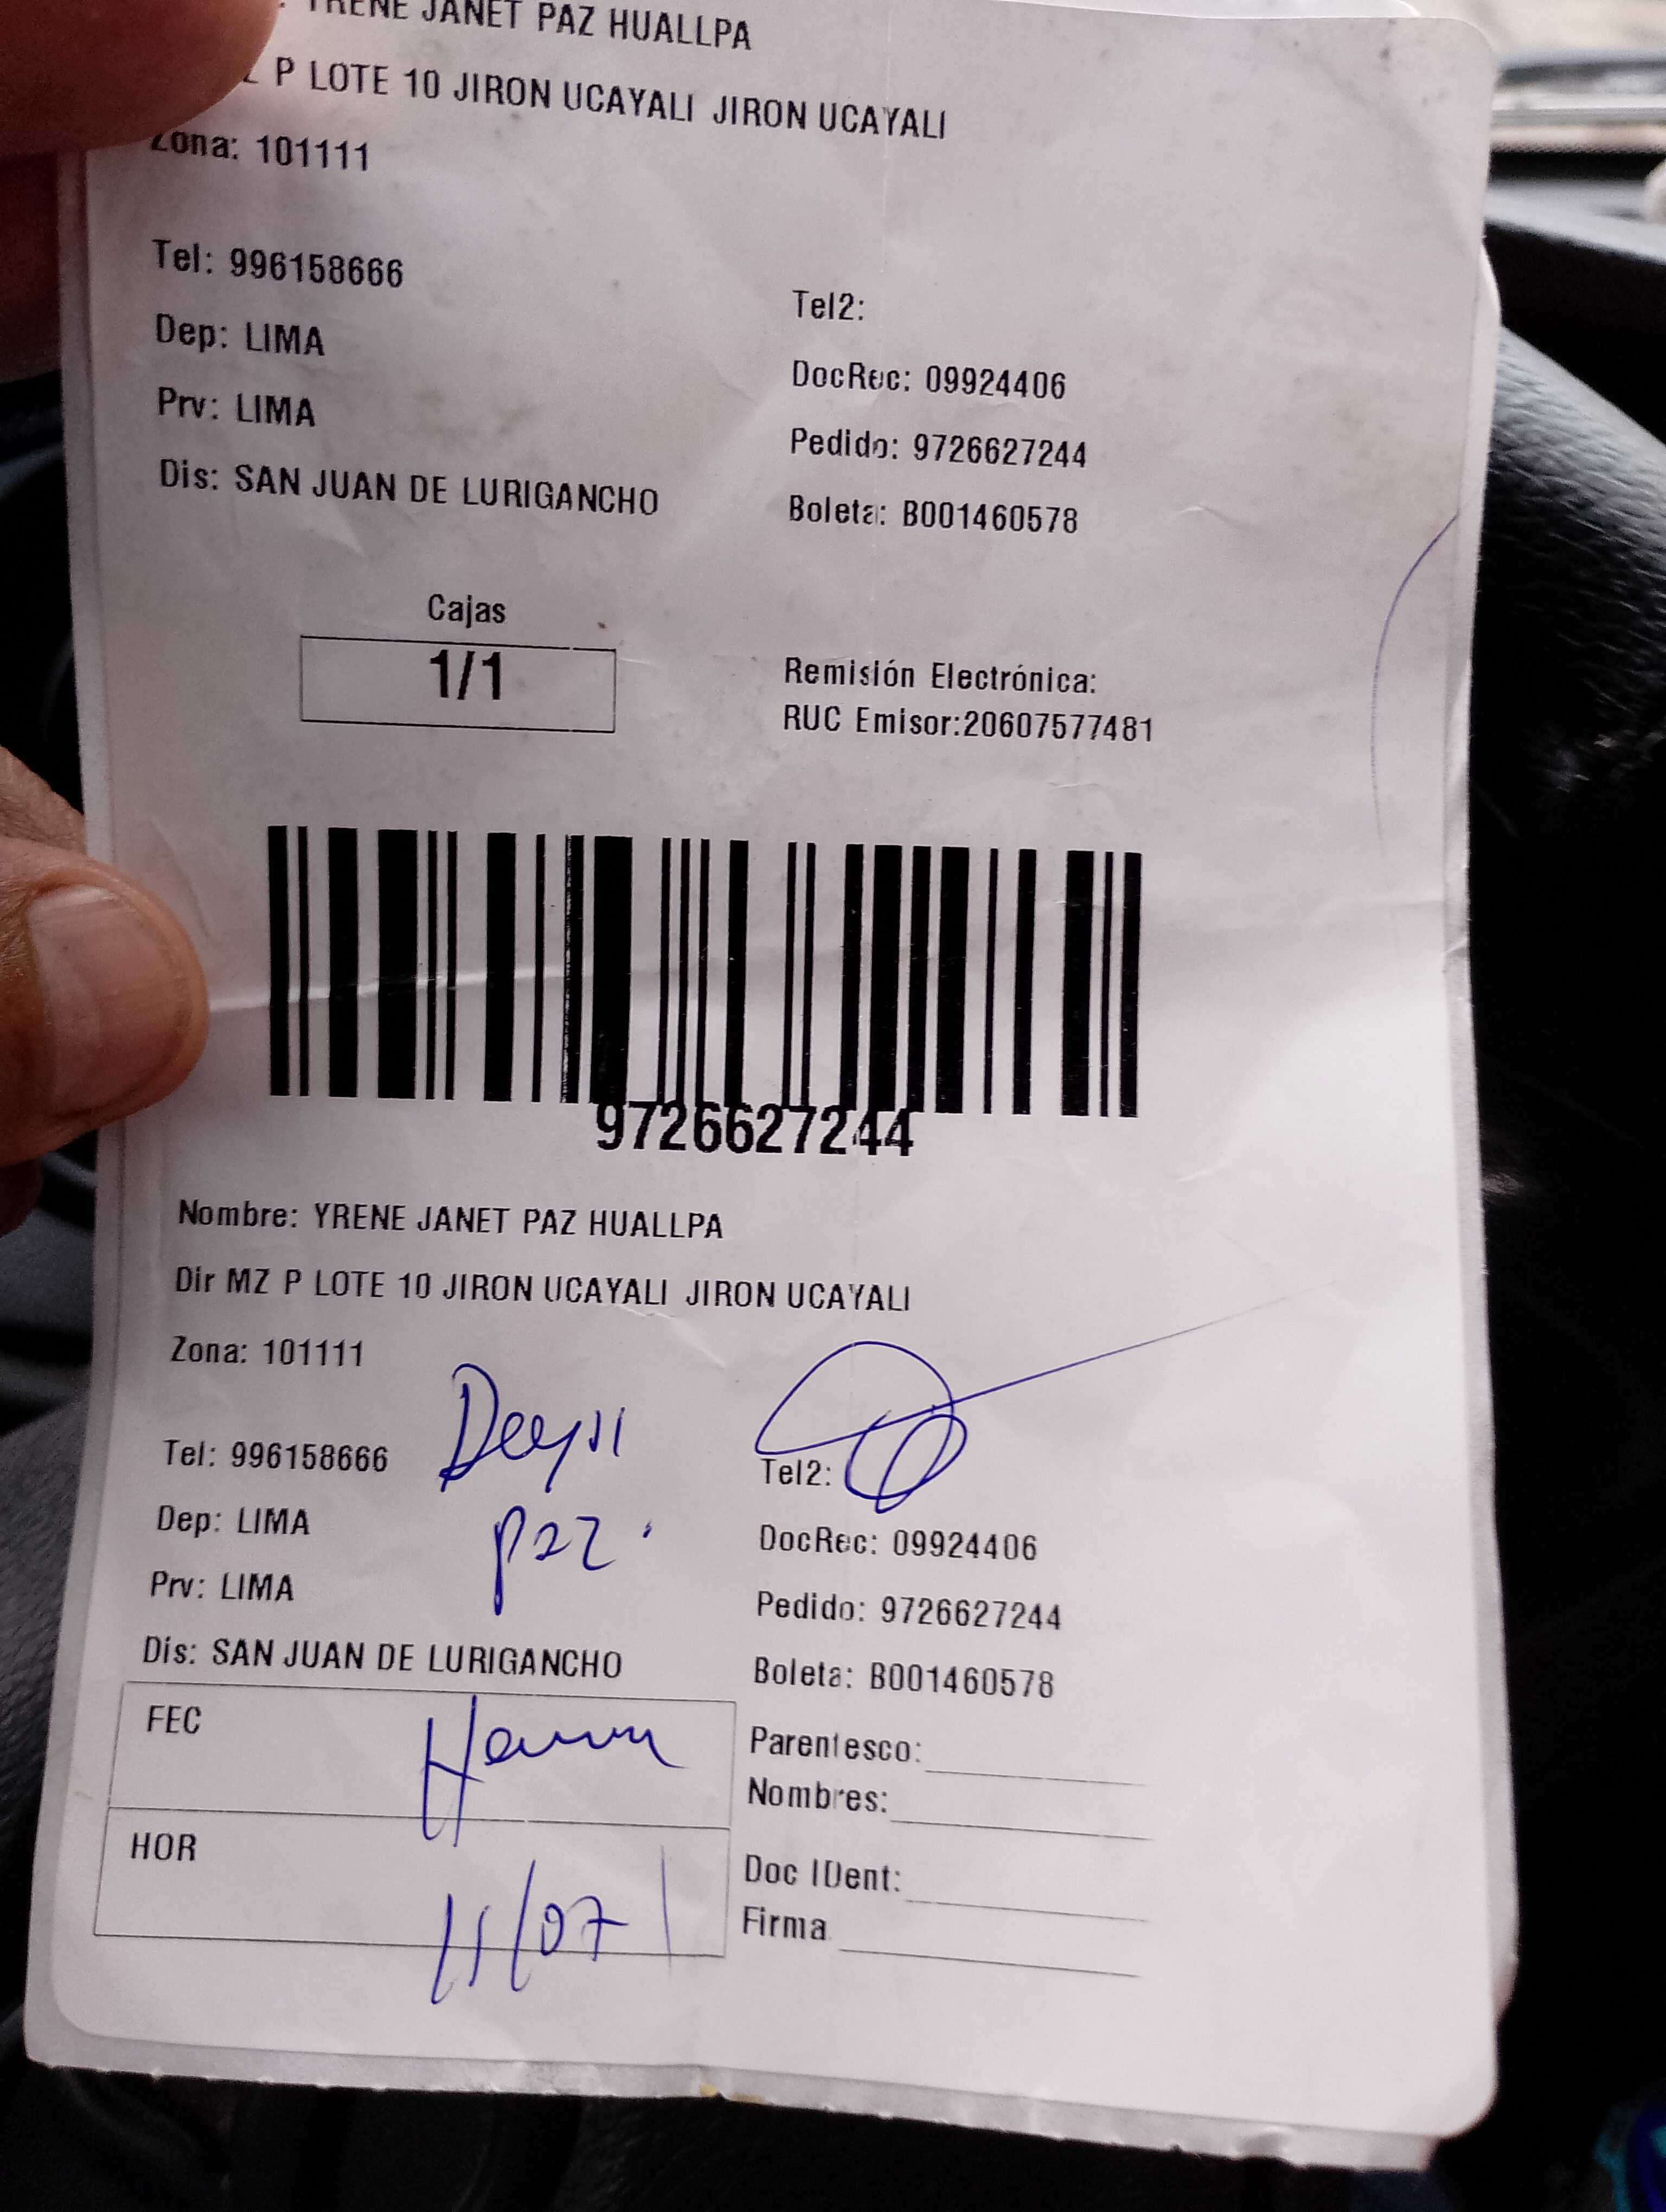 YRENE JANET PAZ HUALLPA
P LOTE 10 JIRON UCAYALI JIRON UCAYALI
Zona: 101111
Tel: 996158666
Tel2:
Dep: LIMA
DocRec: 09924406
Prv: LIMA
Pedido: 9726627244
Dis: SAN JUAN DE LURIGANCHO
Boleta: B001460578
Cajas
1/1
Remisión Electrónica:
RUC Emisor:20607577481
9726627244
Nombre: YRENE JANET PAZ HUALLPA
Dir MZ P LOTE 10 JIRON UCAYALI JIRON UCAYALI
Zona: 101111
Tel: 996158666
Tel2:
Dep: LIMA
paz
DocRec: 09924406
Prv: LIMA
Pedido: 9726627244
Dis: SAN JUAN DE LURIGANCHO
Boleta: B001460578
FEC
Parentesco:
Nombres:
HOR
11/07
Doc IDent:
Firma